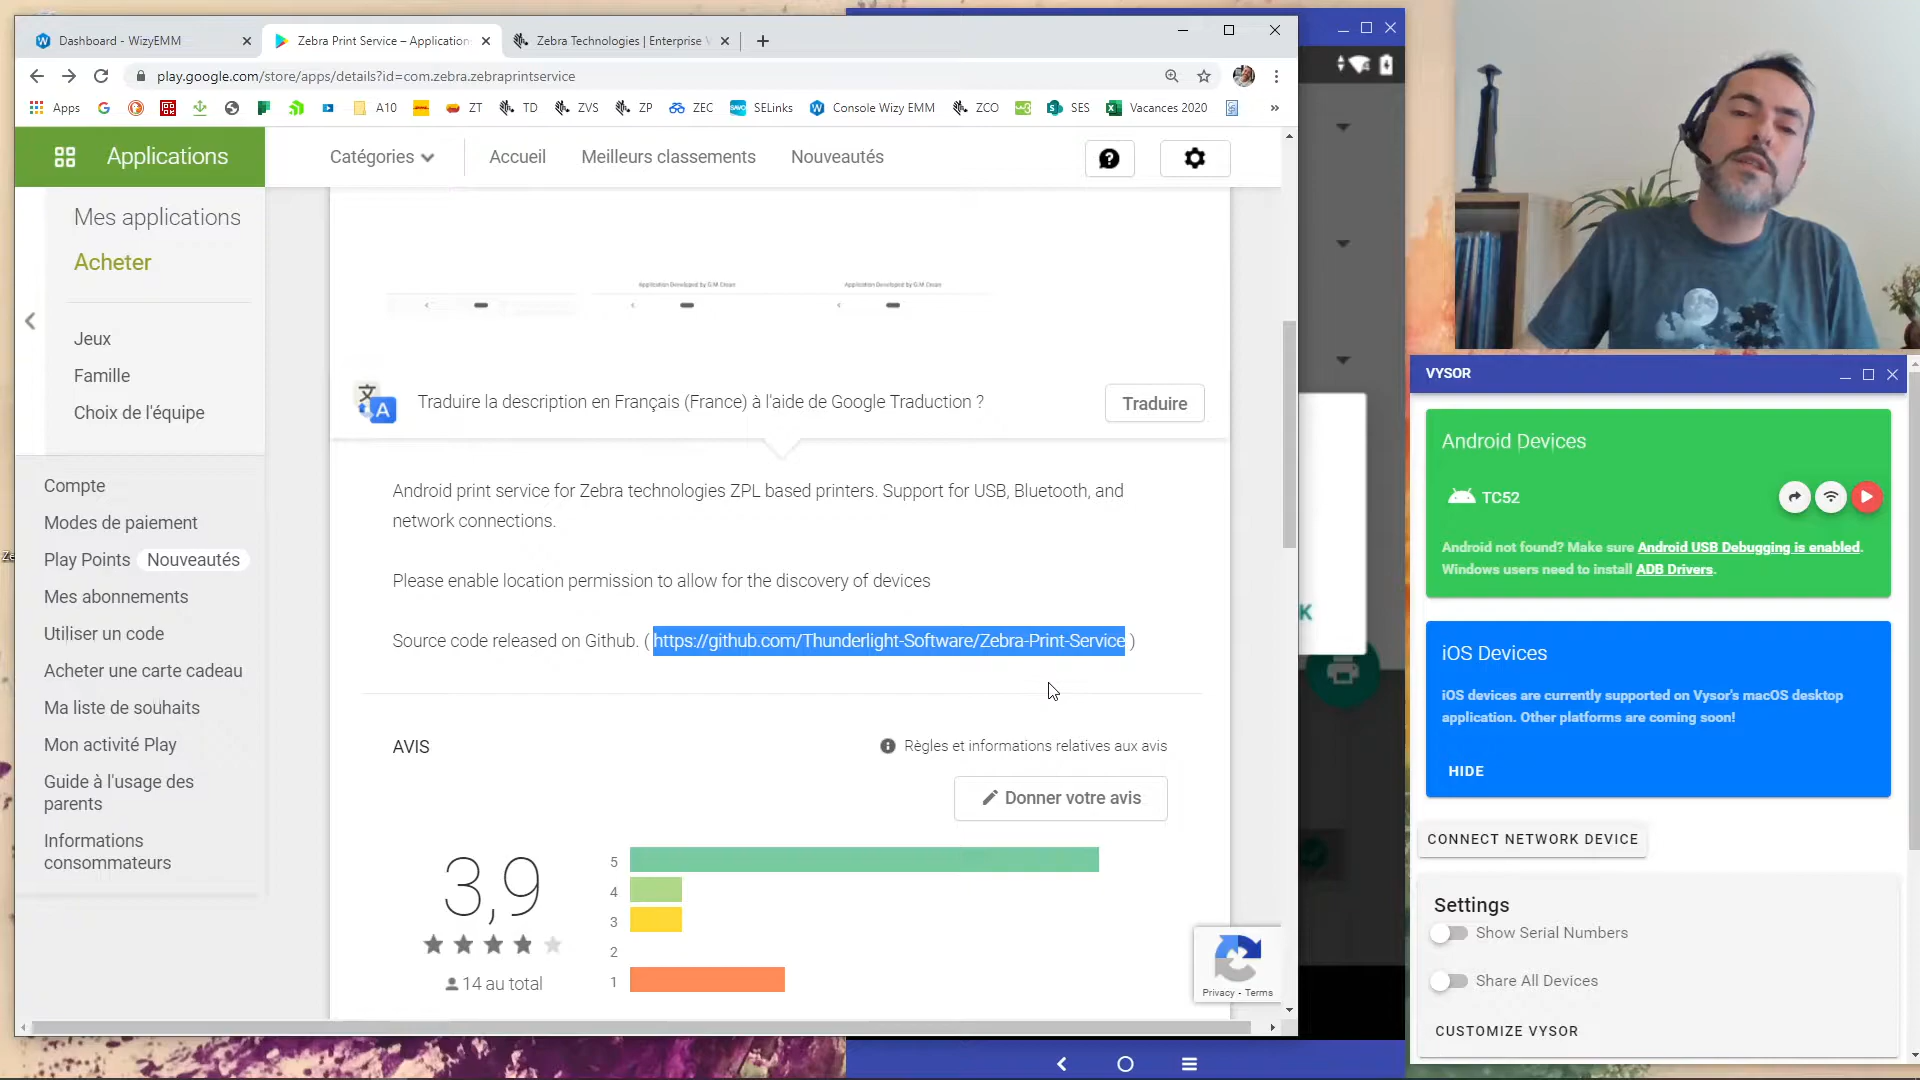 Dashboard - WizyEMM
Zebra Print Service – Application
Zebra Technologies | Enterprise V
play.google.com/store/apps/details?id=com.zebra.zebraprintservice
Apps
A10
ZT
TD
ZVS
ZP
ZEC
SELinks
Console Wizy EMM
ZCO
SES
Vacances 2020
Applications
Catégories
Accueil
Meilleurs classements
Nouveautés
Mes applications
Acheter
Jeux
Famille
Choix de l'équipe
Compte
Modes de paiement
Play Points Nouveautés
Mes abonnements
Utiliser un code
Acheter une carte cadeau
Ma liste de souhaits
Mon activité Play
Guide à l'usage des
parents
Informations
consommateurs
Application Developed by G.M Clean
Application Developed by G.M Clean
Traduire la description en Français (France) à l'aide de Google Traduction ?
Traduire
Android print service for Zebra technologies ZPL based printers. Support for USB, Bluetooth, and
network connections.
Please enable location permission to allow for the discovery of devices
Source code released on Github. ( https://github.com/Thunderlight-Software/Zebra-Print-Service )
AVIS
Règles et informations relatives aux avis
Donner votre avis
3,9
14 au total
5
4
3
2
1
Privacy - Terms
K
VYSOR
Android Devices
TC52
Android not found? Make sure Android USB Debugging is enabled.
Windows users need to install ADB Drivers.
iOS Devices
iOS devices are currently supported on Vysor's macOS desktop
application. Other platforms are coming soon!
HIDE
CONNECT NETWORK DEVICE
Settings
Show Serial Numbers
Share All Devices
CUSTOMIZE VYSOR